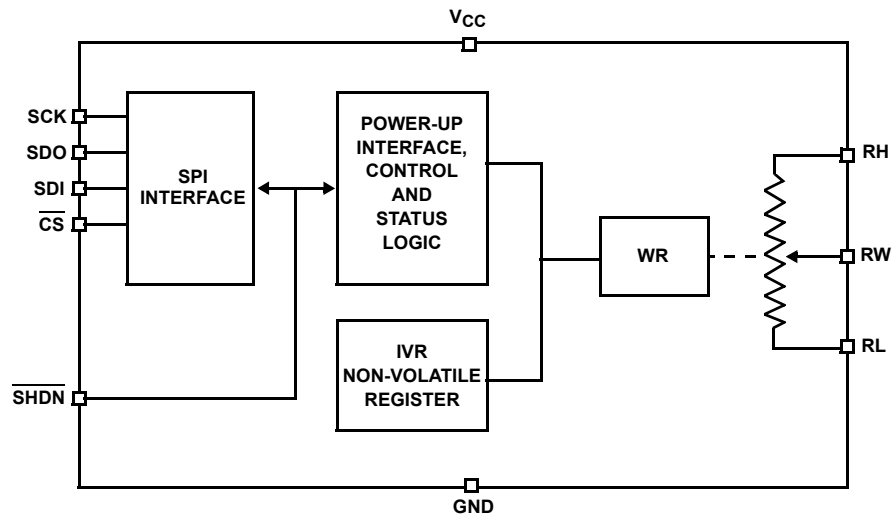 VCC
SCK
SDO
SDI
CS
SHDN
SPI
INTERFACE
POWER-UP
INTERFACE,
CONTROL
AND
STATUS
LOGIC
IVR
NON-VOLATILE
REGISTER
WR
RH
RW
RL
GND